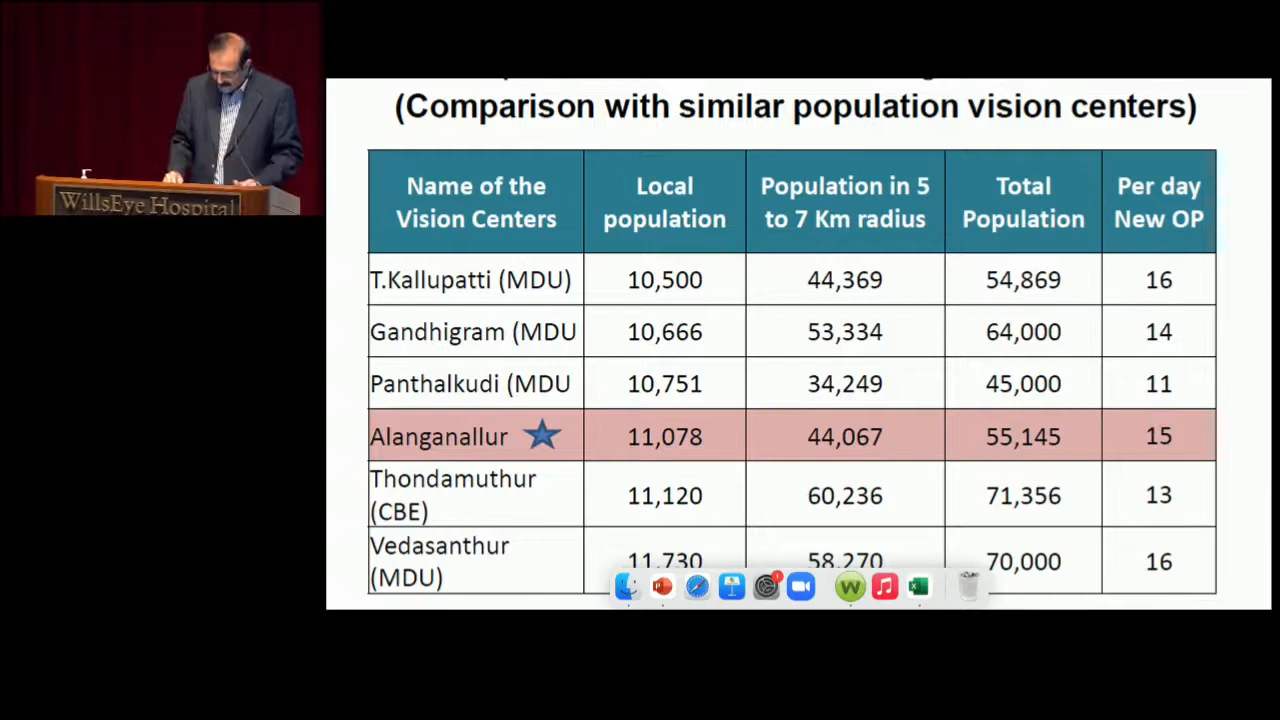 WillsEye Hospital
(Comparison with similar population vision centers)
Name of the Vision Centers Local population Population in 5 to 7 Km radius Total Population Per day New OP
T.Kallupatti (MDU) 10,500 44,369 54,869 16
Gandhigram (MDU 10,666 53,334 64,000 14
Panthalkudi (MDU 10,751 34,249 45,000 11
Alanganallur 11,078 44,067 55,145 15
Thondamuthur (CBE) 11,120 60,236 71,356 13
Vedasanthur (MDU) 11,730 58,270 70,000 16